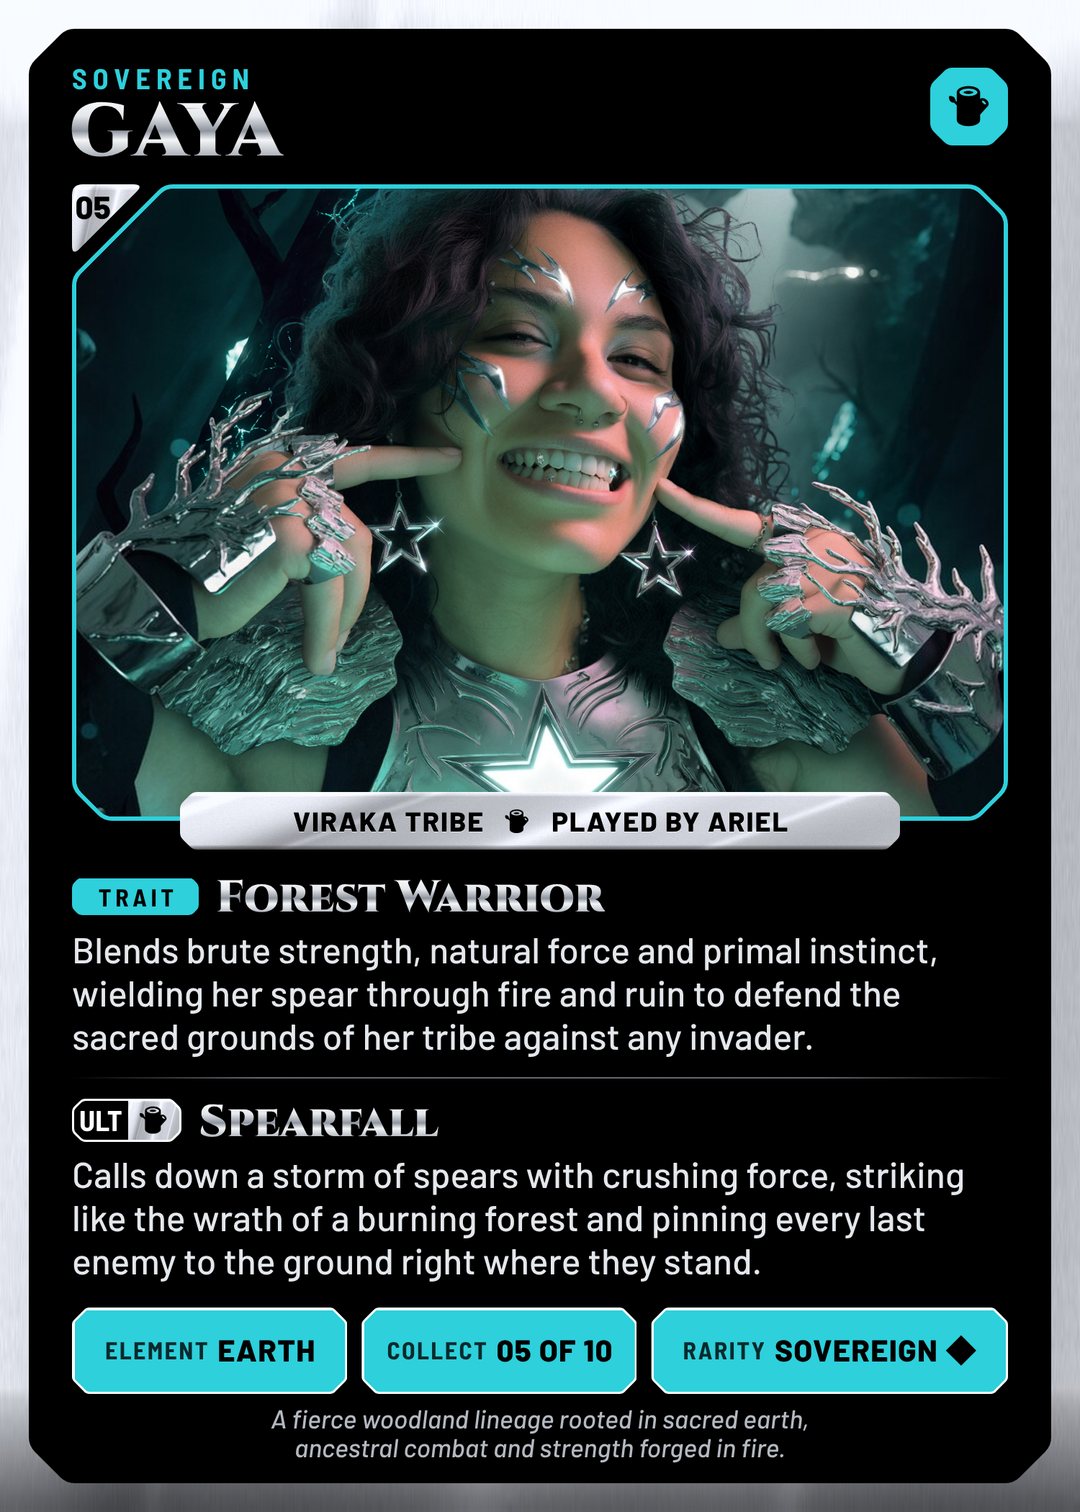 SOVEREIGN
GAYA
05
VIRAKA TRIBE PLAYED BY ARIEL
TRAIT FOREST WARRIOR
Blends brute strength, natural force and primal instinct,
wielding her spear through fire and ruin to defend the
sacred grounds of her tribe against any invader.
ULT SPEARFALL
Calls down a storm of spears with crushing force, striking
like the wrath of a burning forest and pinning every last
enemy to the ground right where they stand.
ELEMENT EARTH COLLECT 05 OF 10 RARITY SOVEREIGN
A fierce woodland lineage rooted in sacred earth,
ancestral combat and strength forged in fire.